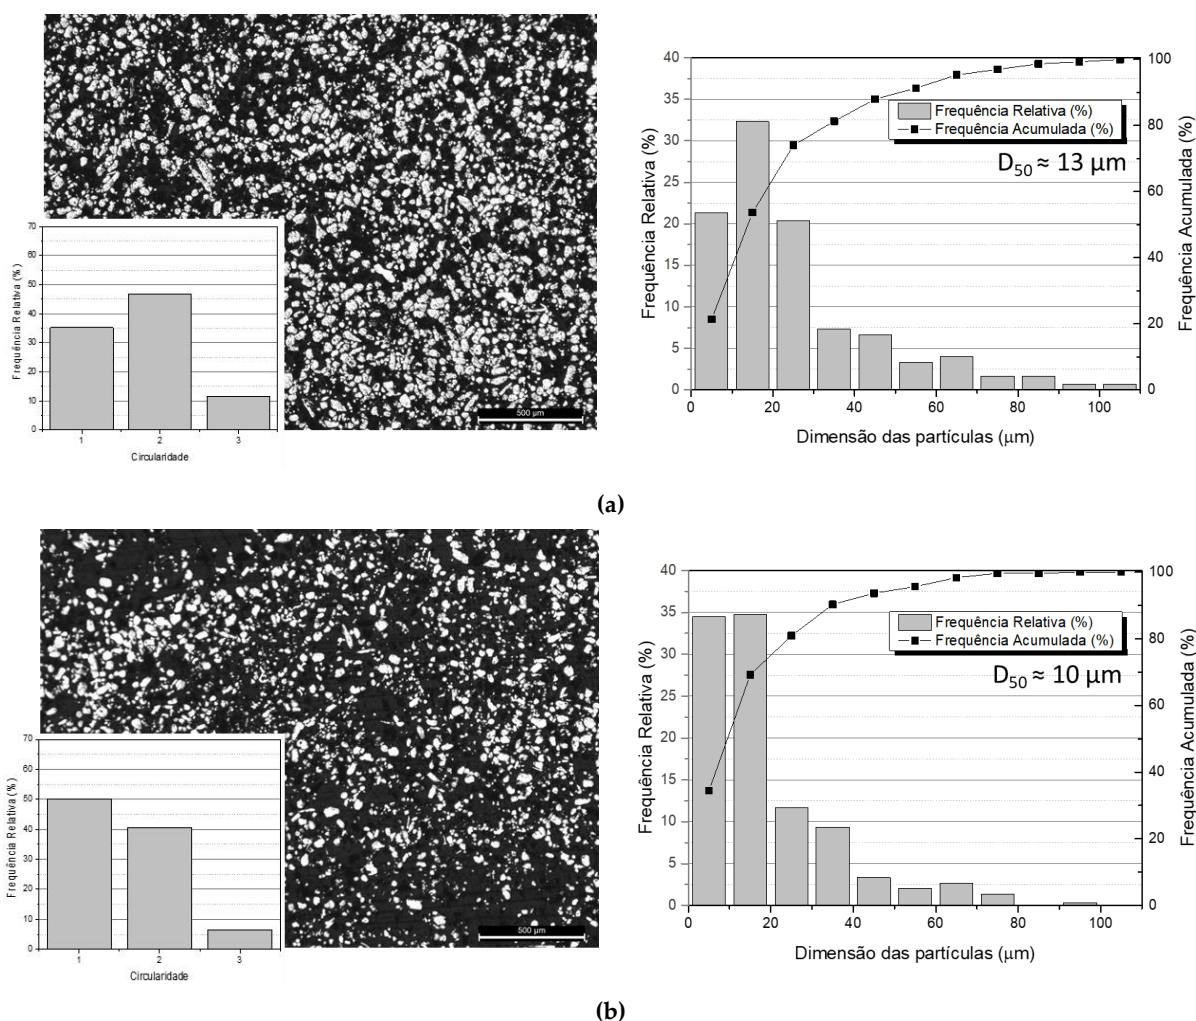 500 µm
70
60
50
40
30
20
10
0
Frequência Relativa (%)
1 2 3
Circularidade
40
35
30
25
20
15
10
5
0
Frequência Relativa (%)
Frequência Relativa (%)
Frequência Acumulada (%)
D50 ≈ 13 µm
100
80
60
40
20
0
Frequência Acumulada (%)
0 20 40 60 80 100
Dimensão das partículas (µm)
(a)
500 µm
70
60
50
40
30
20
10
0
Frequência Relativa (%)
1 2 3
Circularidade
40
35
30
25
20
15
10
5
0
Frequência Relativa (%)
Frequência Relativa (%)
Frequência Acumulada (%)
D50 ≈ 10 µm
100
80
60
40
20
0
Frequência Acumulada (%)
0 20 40 60 80 100
Dimensão das partículas (µm)
(b)